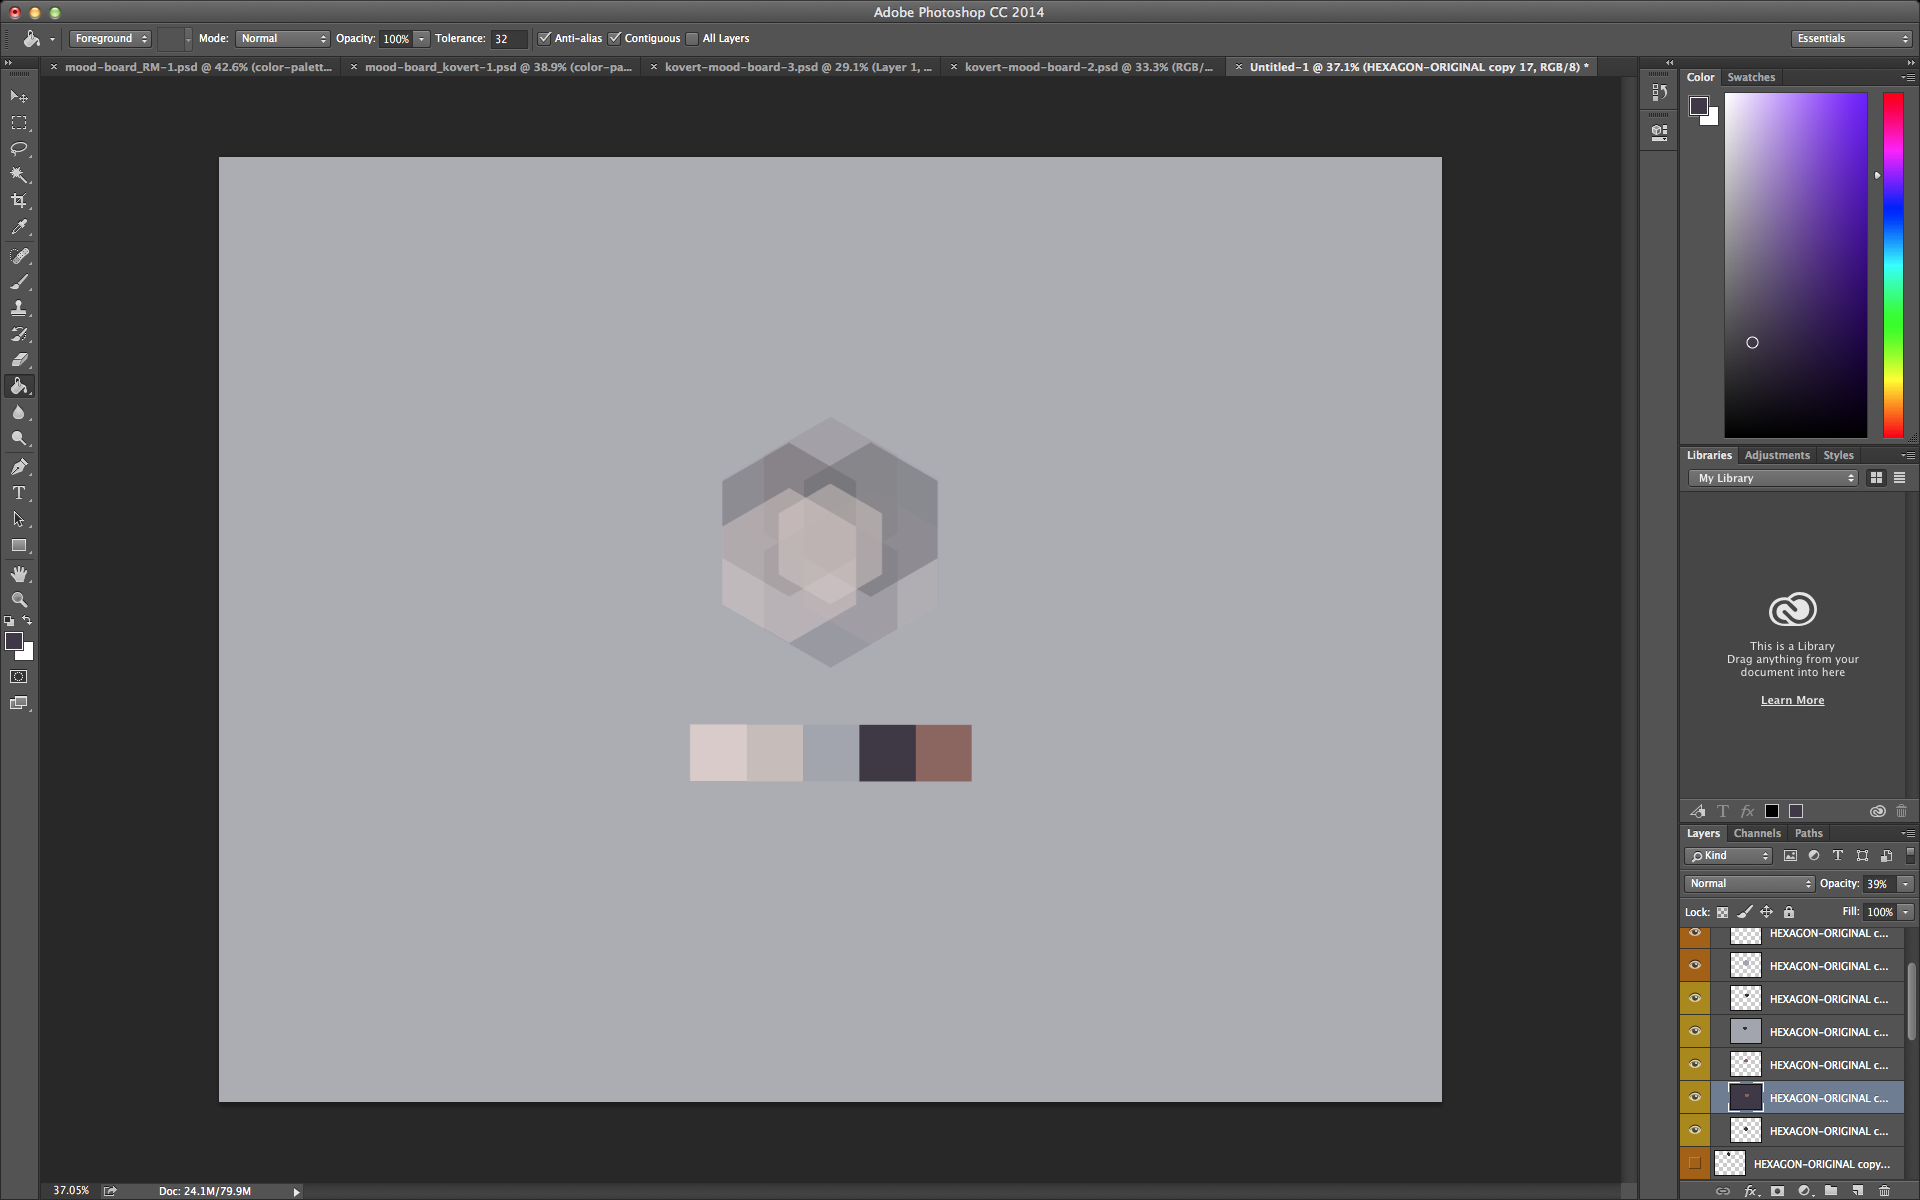 Adobe Photoshop CC 2014
Foreground Mode: Normal Opacity: 100% Tolerance: 32 Anti-alias Contiguous All Layers Essentials
mood-board_RM-1.psd @ 42.6% (color-palett... mood-board_kovert-1.psd @ 38.9% (color-pa... kovert-mood-board-3.psd @ 29.1% (Layer 1, ... kovert-mood-board-2.psd @ 33.3% (RGB/... Untitled-1 @ 37.1% (HEXAGON-ORIGINAL copy 17, RGB/8) *
Color Swatches
Libraries Adjustments Styles
My Library
This is a Library
Drag anything from your
document into here
Learn More
Layers Channels Paths
Kind
Normal Opacity: 39%
Lock: Fill: 100%
HEXAGON-ORIGINAL c...
HEXAGON-ORIGINAL c...
HEXAGON-ORIGINAL c...
HEXAGON-ORIGINAL c...
HEXAGON-ORIGINAL c...
HEXAGON-ORIGINAL c...
HEXAGON-ORIGINAL c...
HEXAGON-ORIGINAL copy...
37.05% Doc: 24.1M/79.9M